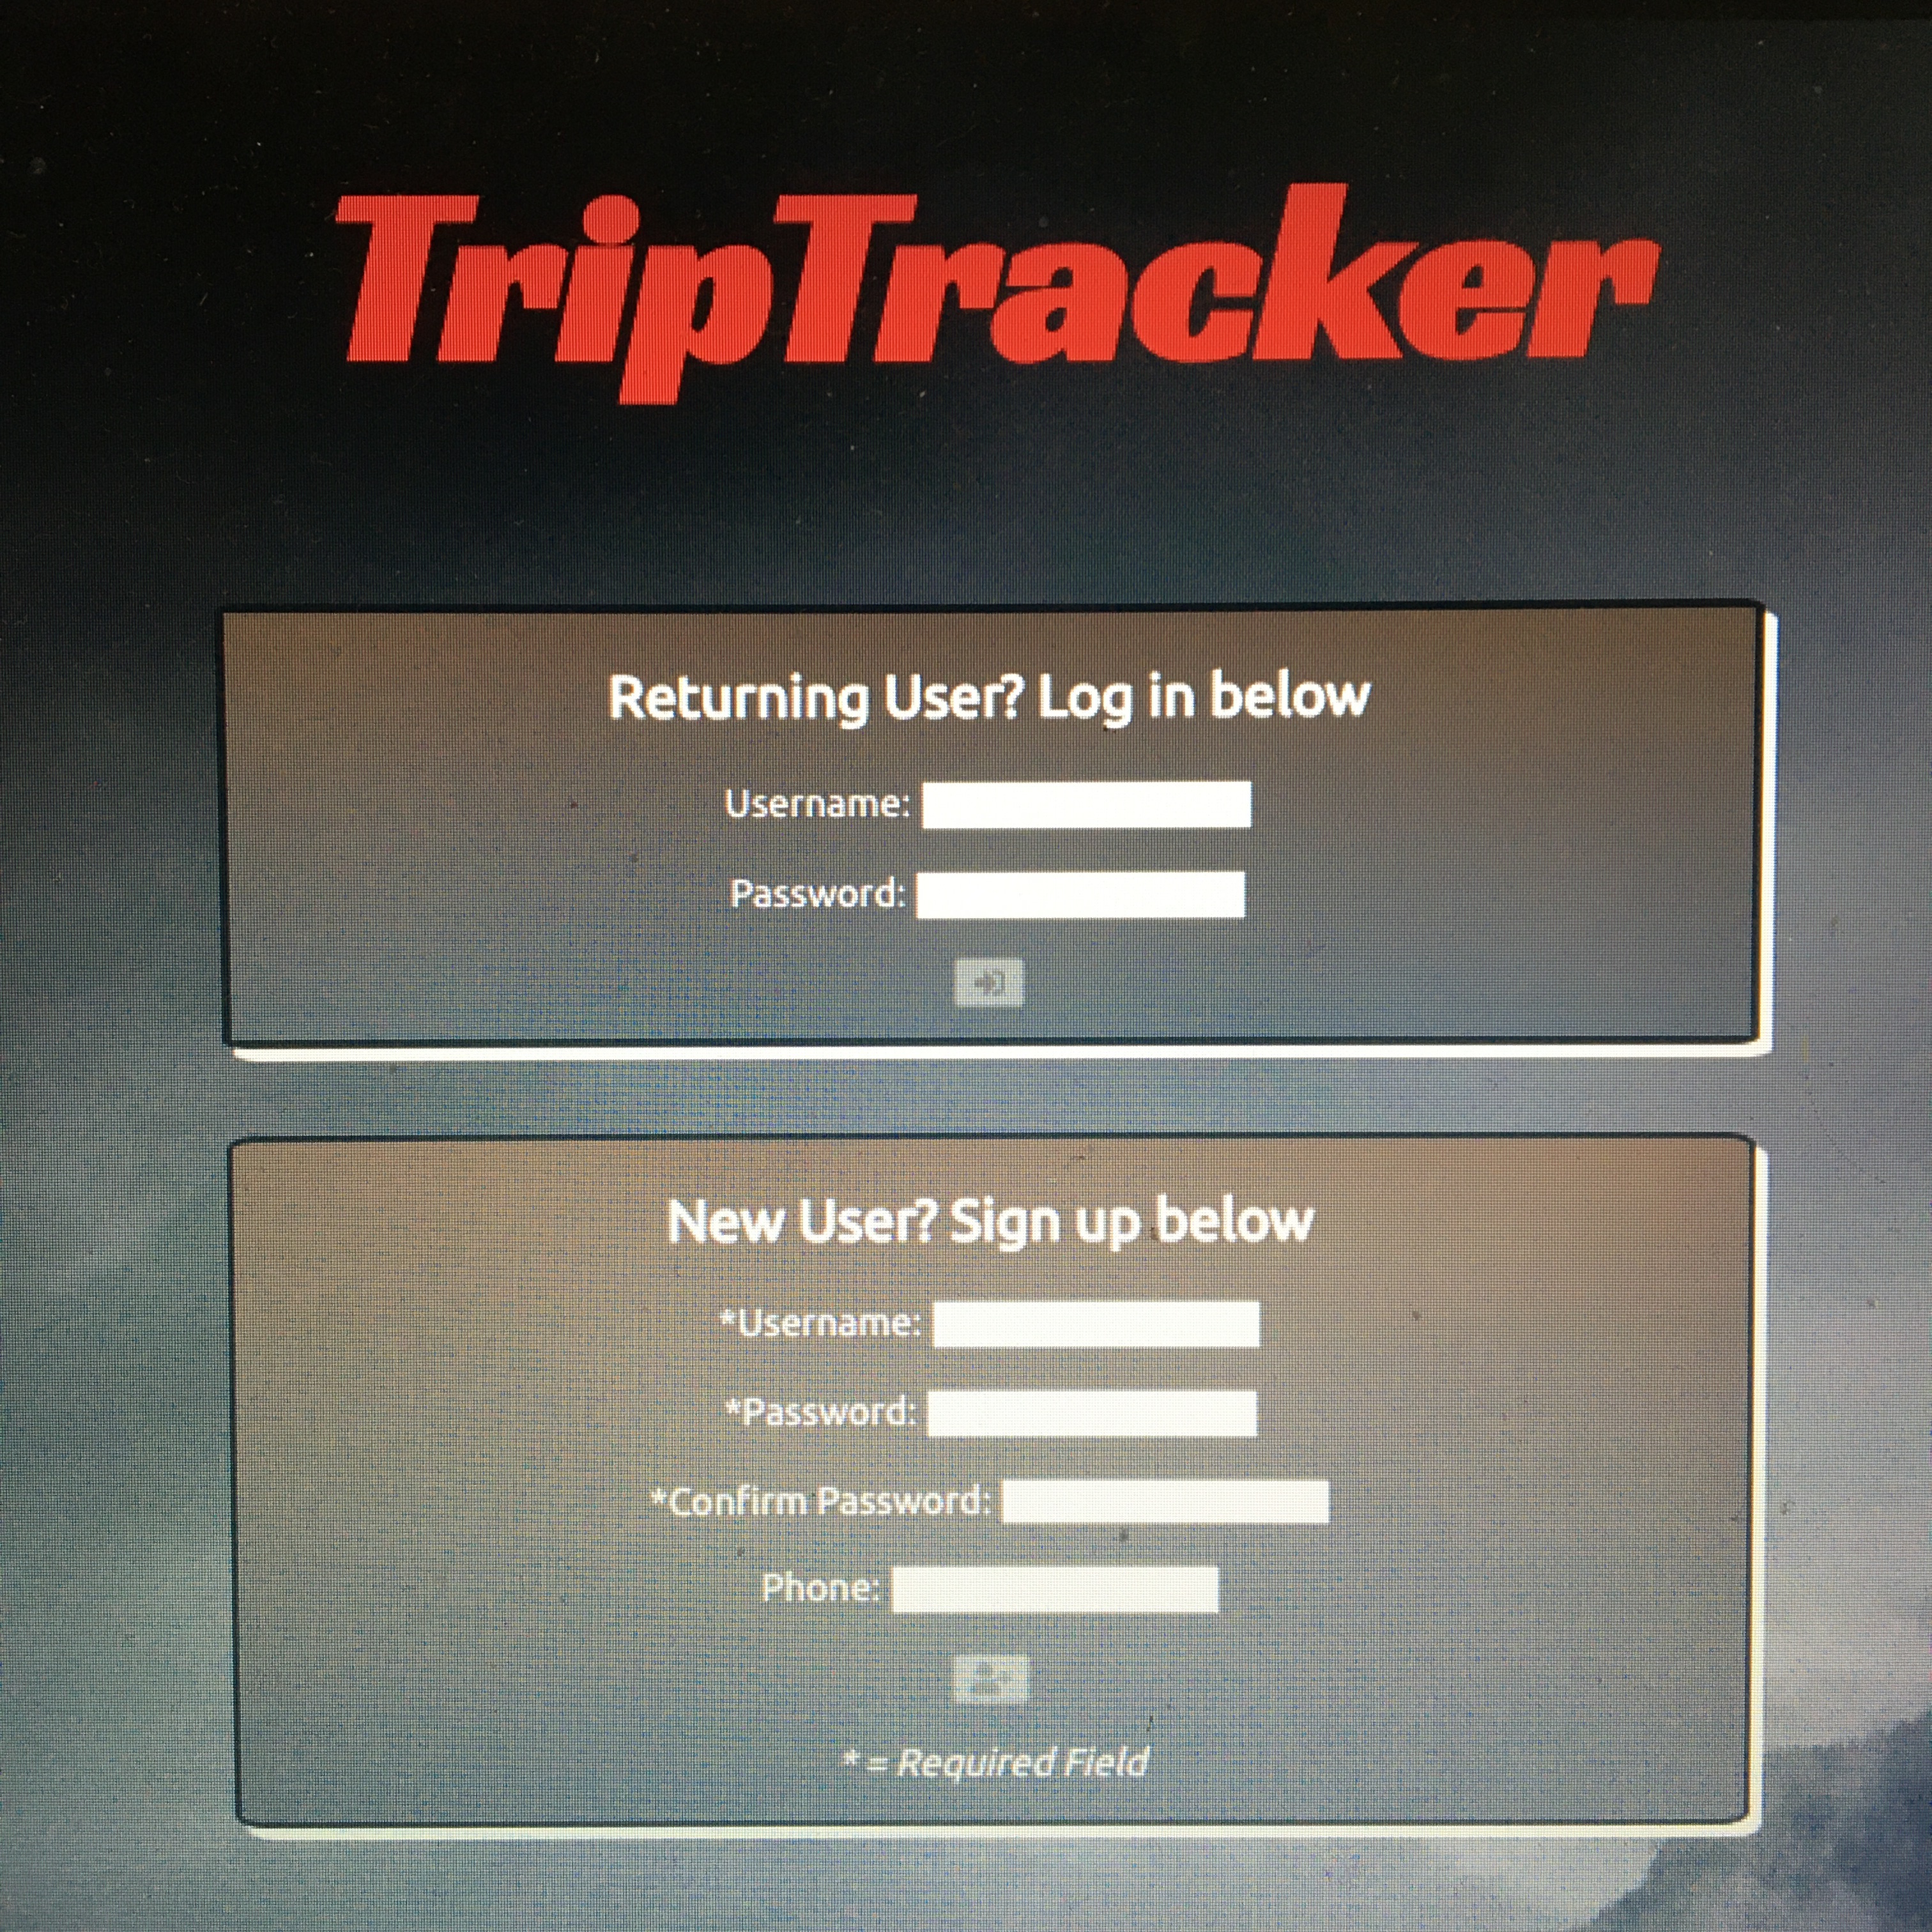 TripTracker
Returning User? Log in below
Username:
Password:
New User? Sign up below
*Username:
*Password:
*Confirm Password:
Phone:
* = Required Field